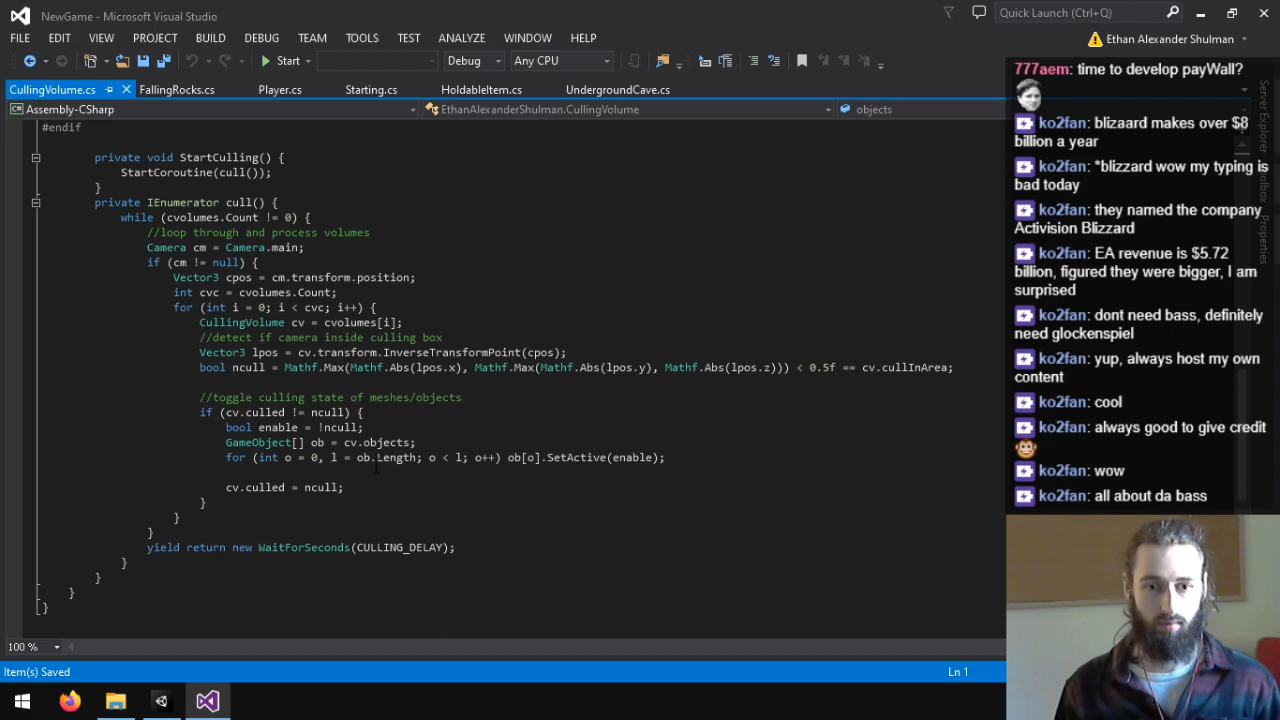 NewGame - Microsoft Visual Studio
Quick Launch (Ctrl+Q)
FILE EDIT VIEW PROJECT BUILD DEBUG TEAM TOOLS TEST ANALYZE WINDOW HELP
Ethan Alexander Shulman
Start Debug Any CPU
CullingVolume.cs FallingRocks.cs Player.cs Starting.cs HoldableItem.cs UndergroundCave.cs
Assembly-CSharp EthanAlexanderShulman.CullingVolume objects
#endif
private void StartCulling() {
StartCoroutine(cull());
}
private IEnumerator cull() {
while (cvolumes.Count != 0) {
//loop through and process volumes
Camera cm = Camera.main;
if (cm != null) {
Vector3 cpos = cm.transform.position;
int cvc = cvolumes.Count;
for (int i = 0; i < cvc; i++) {
CullingVolume cv = cvolumes[i];
//detect if camera inside culling box
Vector3 lpos = cv.transform.InverseTransformPoint(cpos);
bool ncull = Mathf.Max(Mathf.Abs(lpos.x), Mathf.Max(Mathf.Abs(lpos.y), Mathf.Abs(lpos.z))) < 0.5f == cv.cullInArea;
//toggle culling state of meshes/objects
if (cv.culled != ncull) {
bool enable = !ncull;
GameObject[] ob = cv.objects;
for (int o = 0, l = ob.Length; o < l; o++) ob[o].SetActive(enable);
cv.culled = ncull;
}
}
}
yield return new WaitForSeconds(CULLING_DELAY);
}
}
}
}
100 %
Item(s) Saved
Ln 1
777aem: time to develop payWall?
ko2fan: blizaard makes over $8
billion a year
ko2fan: *blizzard wow my typing is
bad today
ko2fan: they named the company
Activision Blizzard
ko2fan: EA revenue is $5.72
billion, figured they were bigger, I am
surprised
ko2fan: dont need bass, definitely
need glockenspiel
ko2fan: yup, always host my own
content
ko2fan: cool
ko2fan: always good to give credit
ko2fan: wow
ko2fan: all about da bass
Server Explorer
Toolbox
Properties